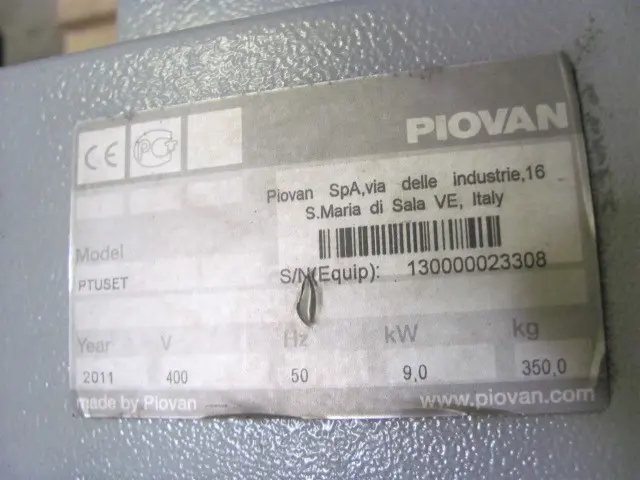 CE PC
PIOVAN
Piovan SpA,via delle industrie,16
S.Maria di Sala VE, Italy
Model
PTUSET
S/N(Equip): 130000023308
Year V Hz kW kg
2011 400 50 9,0 350,0
made by Piovan www.piovan.com